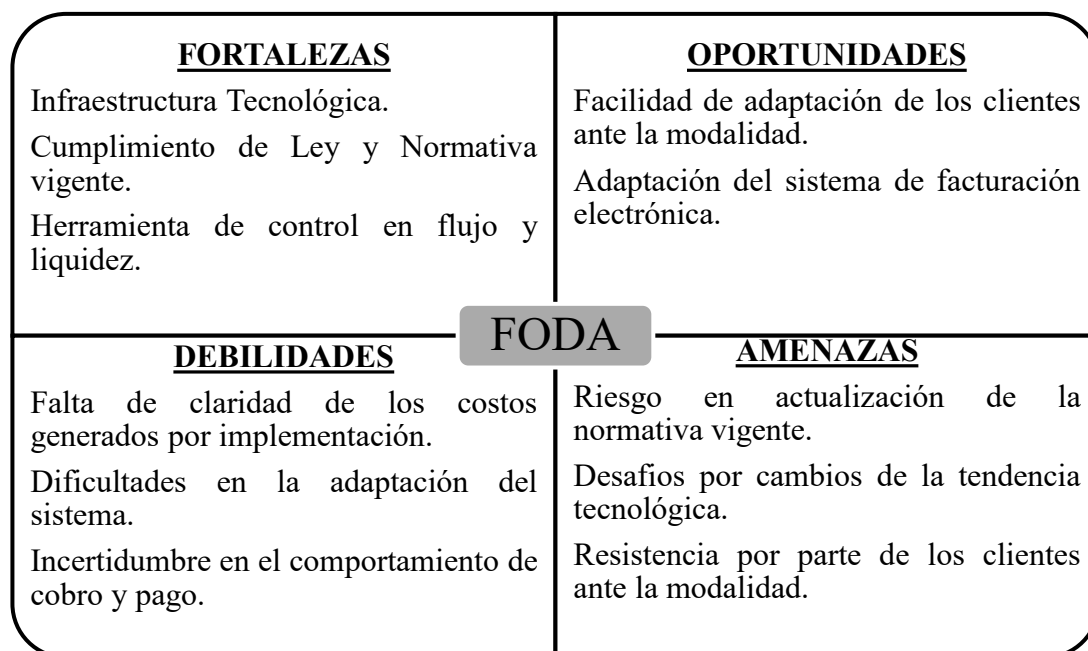 FORTALEZAS
Infraestructura Tecnológica.
Cumplimiento de Ley y Normativa
vigente.
Herramienta de control en flujo y
liquidez.
OPORTUNIDADES
Facilidad de adaptación de los clientes
ante la modalidad.
Adaptación del sistema de facturación
electrónica.
FODA
DEBILIDADES
Falta de claridad de los costos
generados por implementación.
Dificultades en la adaptación del
sistema.
Incertidumbre en el comportamiento de
cobro y pago.
AMENAZAS
Riesgo en actualización de la
normativa vigente.
Desafios por cambios de la tendencia
tecnológica.
Resistencia por parte de los clientes
ante la modalidad.